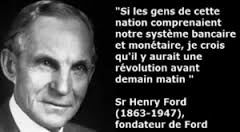 "Si les gens de cette
nation comprenaient
notre système bancaire
et monétaire, je crois
qu'il y aurait une
révolution avant
demain matin "
Sr Henry Ford
(1863-1947),
fondateur de Ford